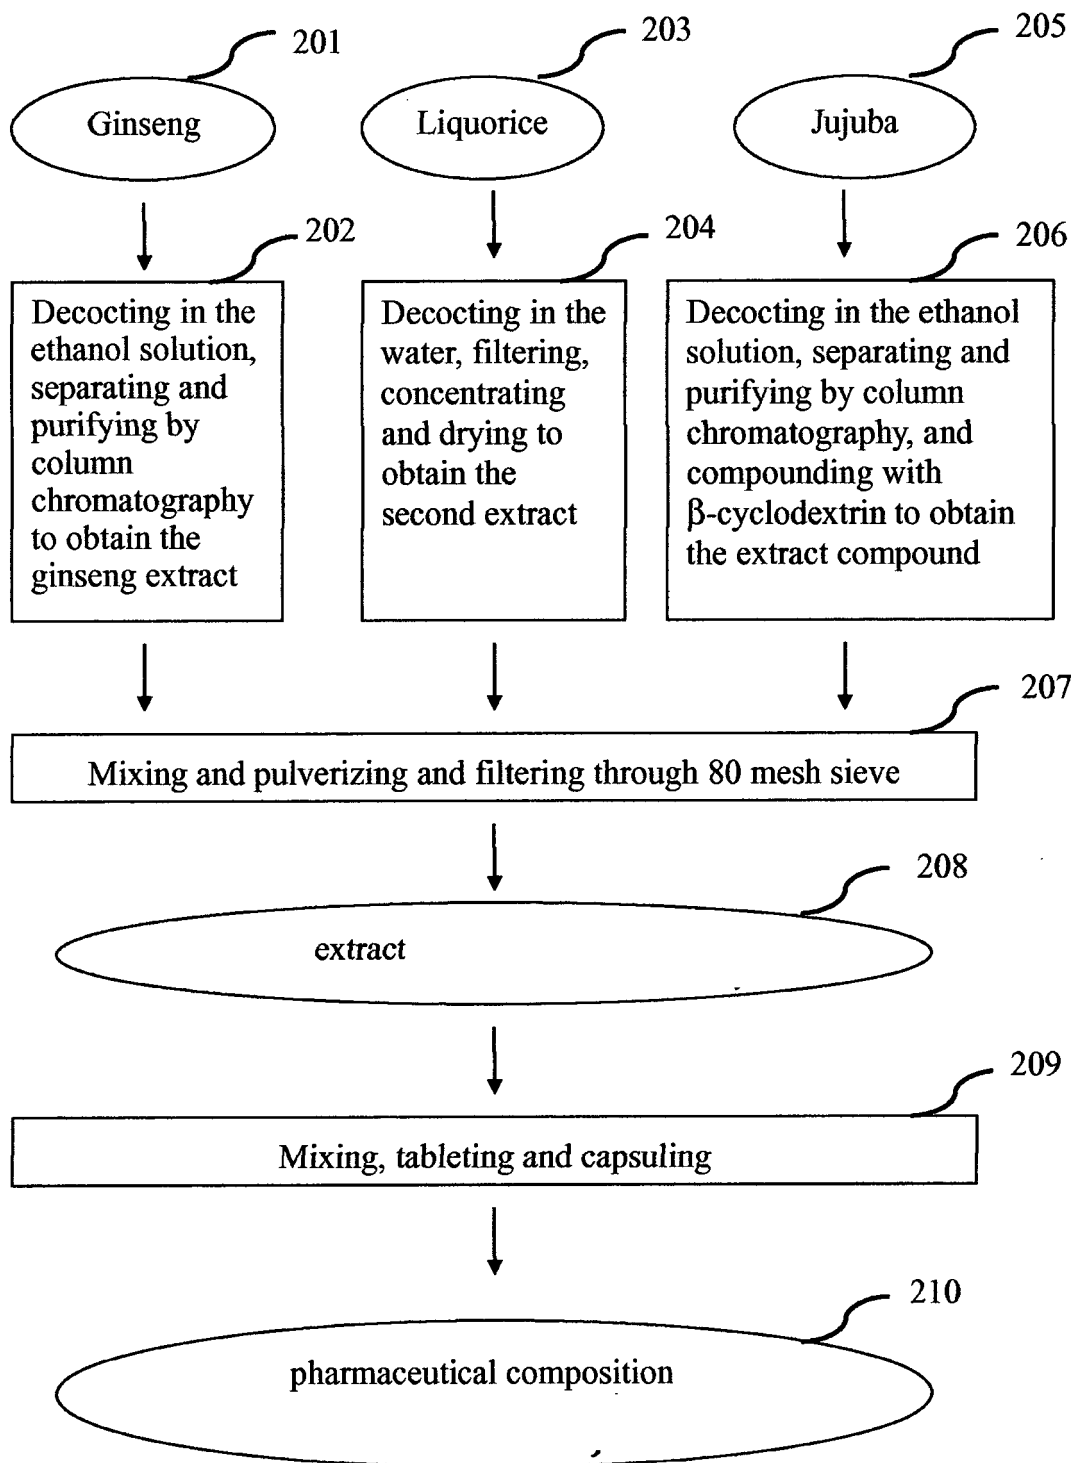 201
203
205
Ginseng
Liquorice
Jujuba
202
204
206
Decocting in the
ethanol solution,
separating and
purifying by
column
chromatography
to obtain the
ginseng extract
Decocting in the
water, filtering,
concentrating
and drying to
obtain the
second extract
Decocting in the ethanol
solution, separating and
purifying by column
chromatography, and
compounding with
β-cyclodextrin to obtain
the extract compound
207
Mixing and pulverizing and filtering through 80 mesh sieve
208
extract
209
Mixing, tableting and capsuling
210
pharmaceutical composition